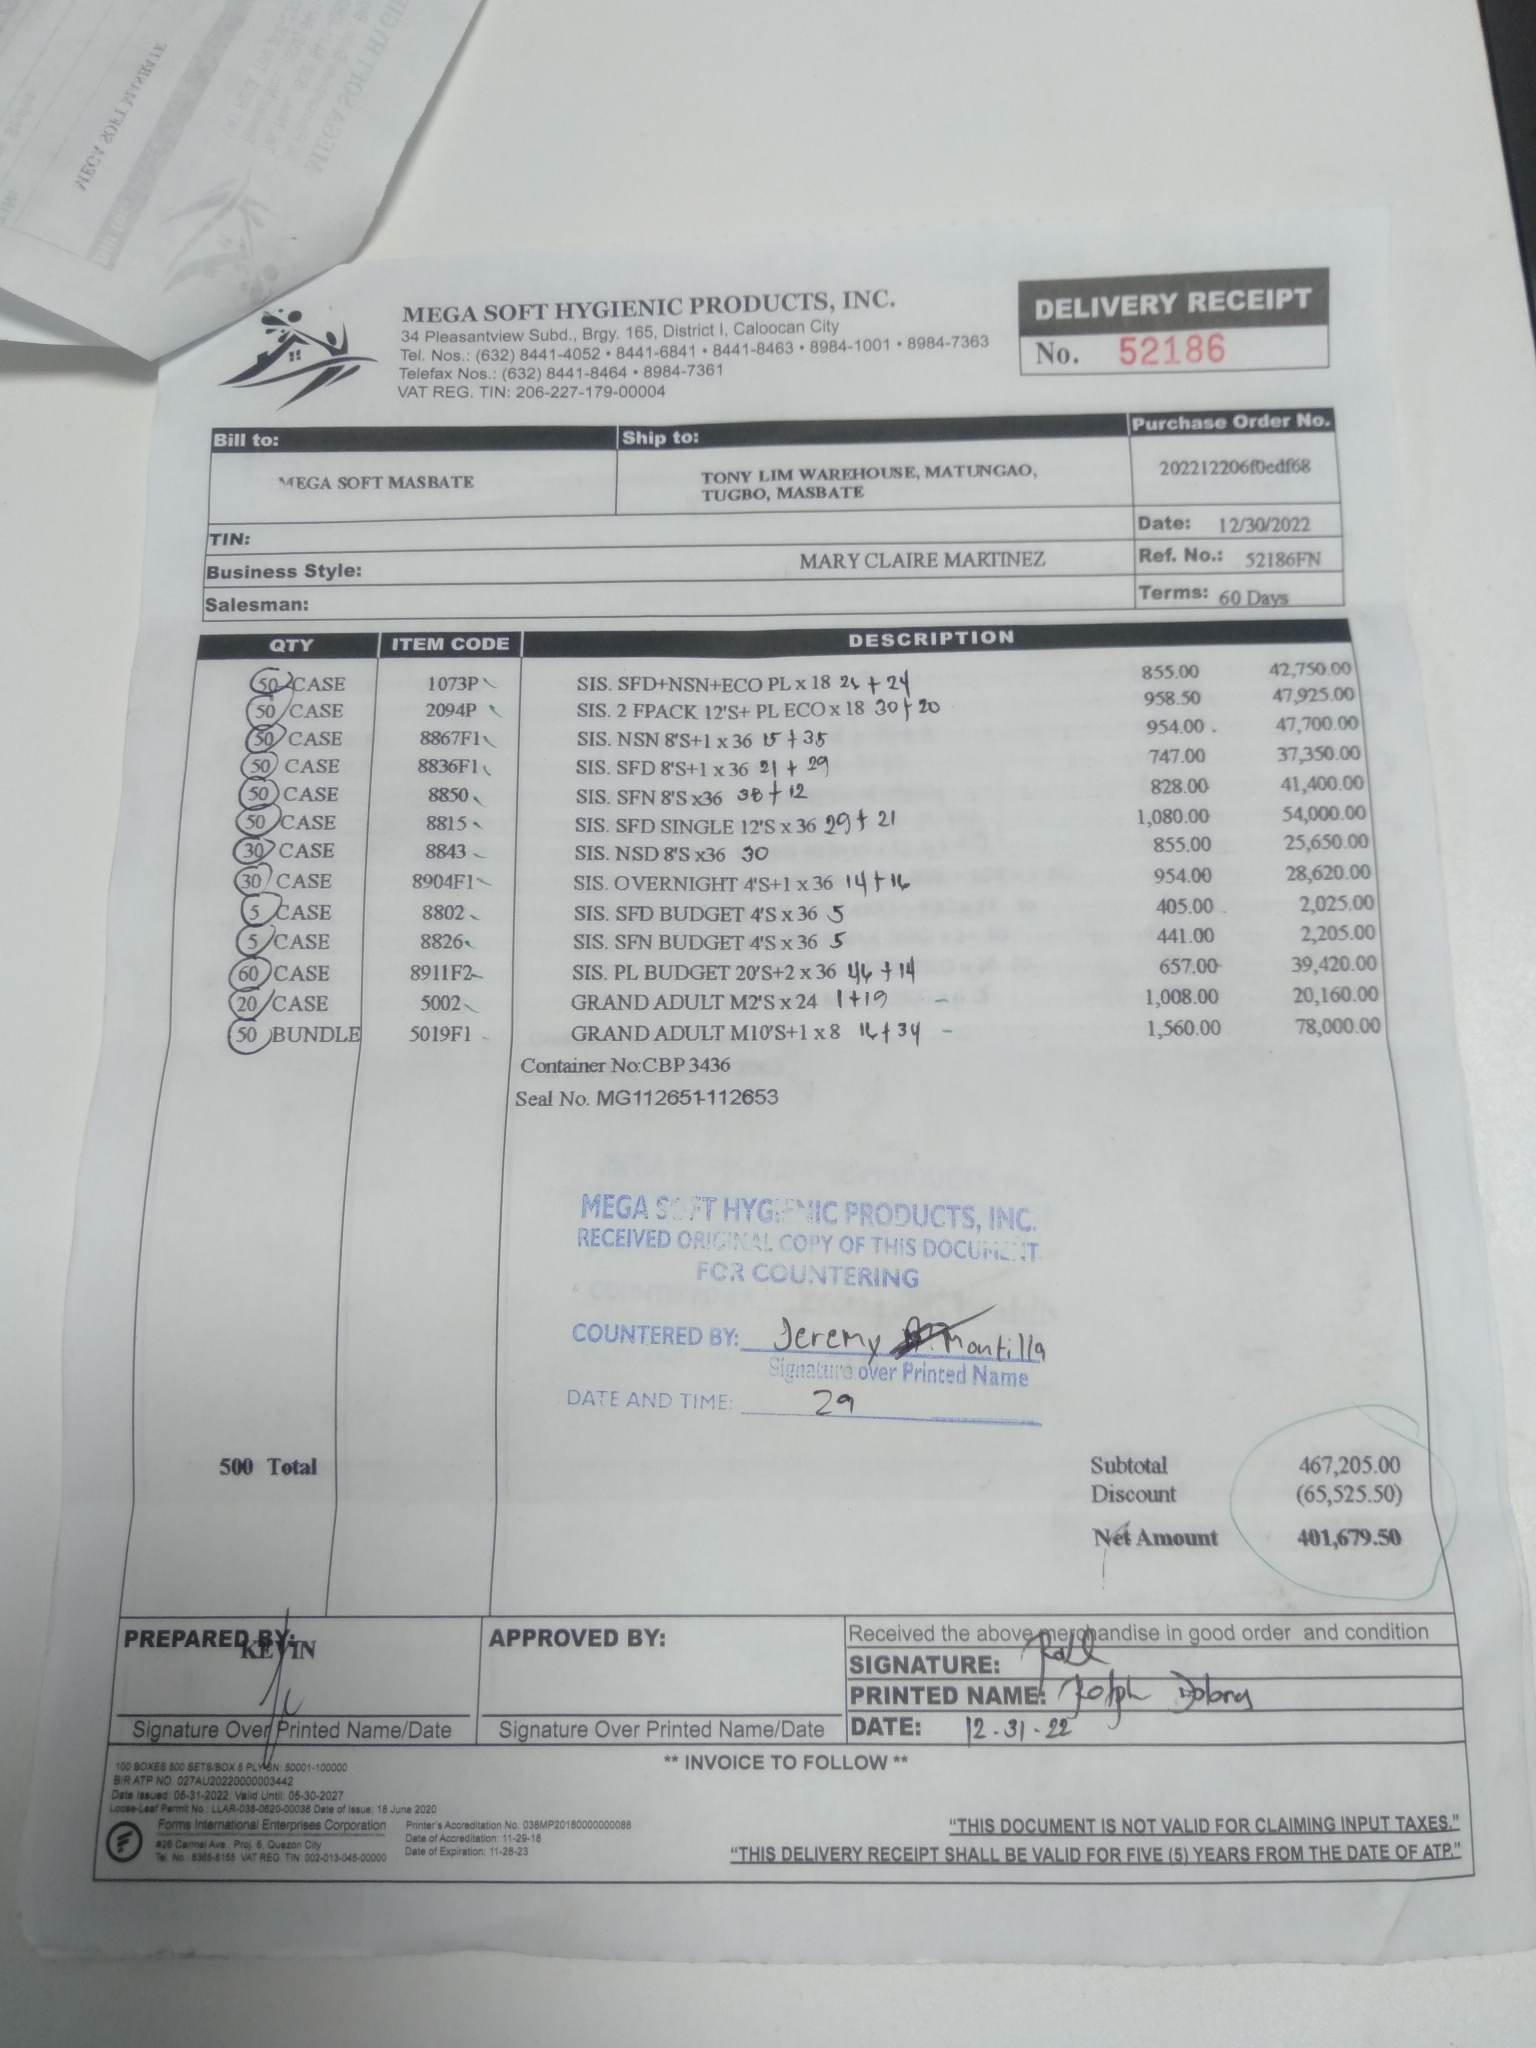 MEGA SOFT MASBATE
MEGA SOFT HYGIENIC PRODUCTS, INC.
34 Pleasantview Subd., Brgy. 165, District I, Caloocan City
Tel. Nos.: (632) 8441-4052 • 8441-6841 • 8441-8463 • 8984-1001 • 8984-7363
Telefax Nos.: (632) 8441-8464 • 8984-7361
VAT REG. TIN: 206-227-179-00004
DELIVERY RECEIPT
No. 52186
Bill to: Ship to: Purchase Order No.
MEGA SOFT MASBATE TONY LIM WAREHOUSE, MATUNGAO, 202212206f0edf68
TUGBO, MASBATE
TIN: Date: 12/30/2022
Business Style: MARY CLAIRE MARTINEZ Ref. No.: 52186FN
Salesman: Terms: 60 Days
QTY ITEM CODE DESCRIPTION
50 CASE 1073P SIS. SFD+NSN+ECO PL x 18 + 24 855.00 42,750.00
50 CASE 2094P SIS. 2 FPACK 12'S+ PL ECO x 18 30+20 958.50 47,925.00
50 CASE 8867F1 SIS. NSN 8'S+1 x 36 15+35 954.00 47,700.00
50 CASE 8836F1 SIS. SFD 8'S+1 x 36 21+29 747.00 37,350.00
50 CASE 8850 SIS. SFN 8'S x36 38+12 828.00 41,400.00
50 CASE 8815 SIS. SFD SINGLE 12'S x 36 29+21 1,080.00 54,000.00
30 CASE 8843 SIS. NSD 8'S x36 30 855.00 25,650.00
30 CASE 8904F1 SIS. OVERNIGHT 4'S+1 x 36 14+16 954.00 28,620.00
5 CASE 8802 SIS. SFD BUDGET 4'S x 36 5 405.00 2,025.00
5 CASE 8826 SIS. SFN BUDGET 4'S x 36 5 441.00 2,205.00
60 CASE 8911F2 SIS. PL BUDGET 20'S+2 x 36 46+14 657.00 39,420.00
20 CASE 5002 GRAND ADULT M2'S x 24 1+19 - 1,008.00 20,160.00
50 BUNDLE 5019F1 GRAND ADULT M10'S+1 x 8 16+34 - 1,560.00 78,000.00
Container No:CBP 3436
Seal No. MG112651-112653
MEGA SOFT HYGIENIC PRODUCTS, INC.
RECEIVED ORIGINAL COPY OF THIS DOCUMENT
FOR COUNTERING
COUNTERED BY: Jeremy Montilla
Signature over Printed Name
DATE AND TIME: 29
500 Total Subtotal 467,205.00
Discount (65,525.50)
Net Amount 401,679.50
PREPARED BY: APPROVED BY: Received the above merchandise in good order and condition
KEVIN
SIGNATURE:
PRINTED NAME: Ralph
Signature Over Printed Name/Date Signature Over Printed Name/Date DATE: 12-31-22
** INVOICE TO FOLLOW **
100 BOXES 500 SETS/BOX 5 PLY SN: 50001-100000
BIR ATP NO. 027AU20220000003442
Date Issued: 05-31-2022. Valid Until: 05-30-2027
Loose-Leaf Permit No.: LLAR-038-0620-00036 Date of Issue: 18 June 2020
Forms International Enterprises Corporation Printer's Accreditation No. 038MP20180000000088
#26 Carmel Ave., Proj. 6, Quezon City Date of Accreditation: 11-29-18
Tel. No. 8365-8155 VAT REG. TIN: 002-013-045-00000 Date of Expiration: 11-28-23
"THIS DOCUMENT IS NOT VALID FOR CLAIMING INPUT TAXES."
"THIS DELIVERY RECEIPT SHALL BE VALID FOR FIVE (5) YEARS FROM THE DATE OF ATP."